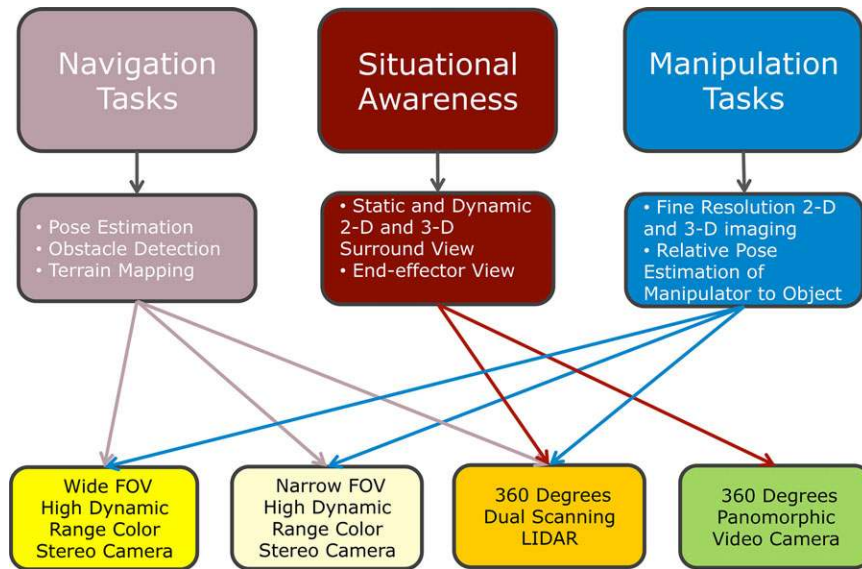 Navigation
Tasks
Situational
Awareness
Manipulation
Tasks
• Pose Estimation
• Obstacle Detection
• Terrain Mapping
• Static and Dynamic
2-D and 3-D
Surround View
• End-effector View
• Fine Resolution 2-D
and 3-D imaging
• Relative Pose
Estimation of
Manipulator to Object
Wide FOV
High Dynamic
Range Color
Stereo Camera
Narrow FOV
High Dynamic
Range Color
Stereo Camera
360 Degrees
Dual Scanning
LIDAR
360 Degrees
Panomorphic
Video Camera